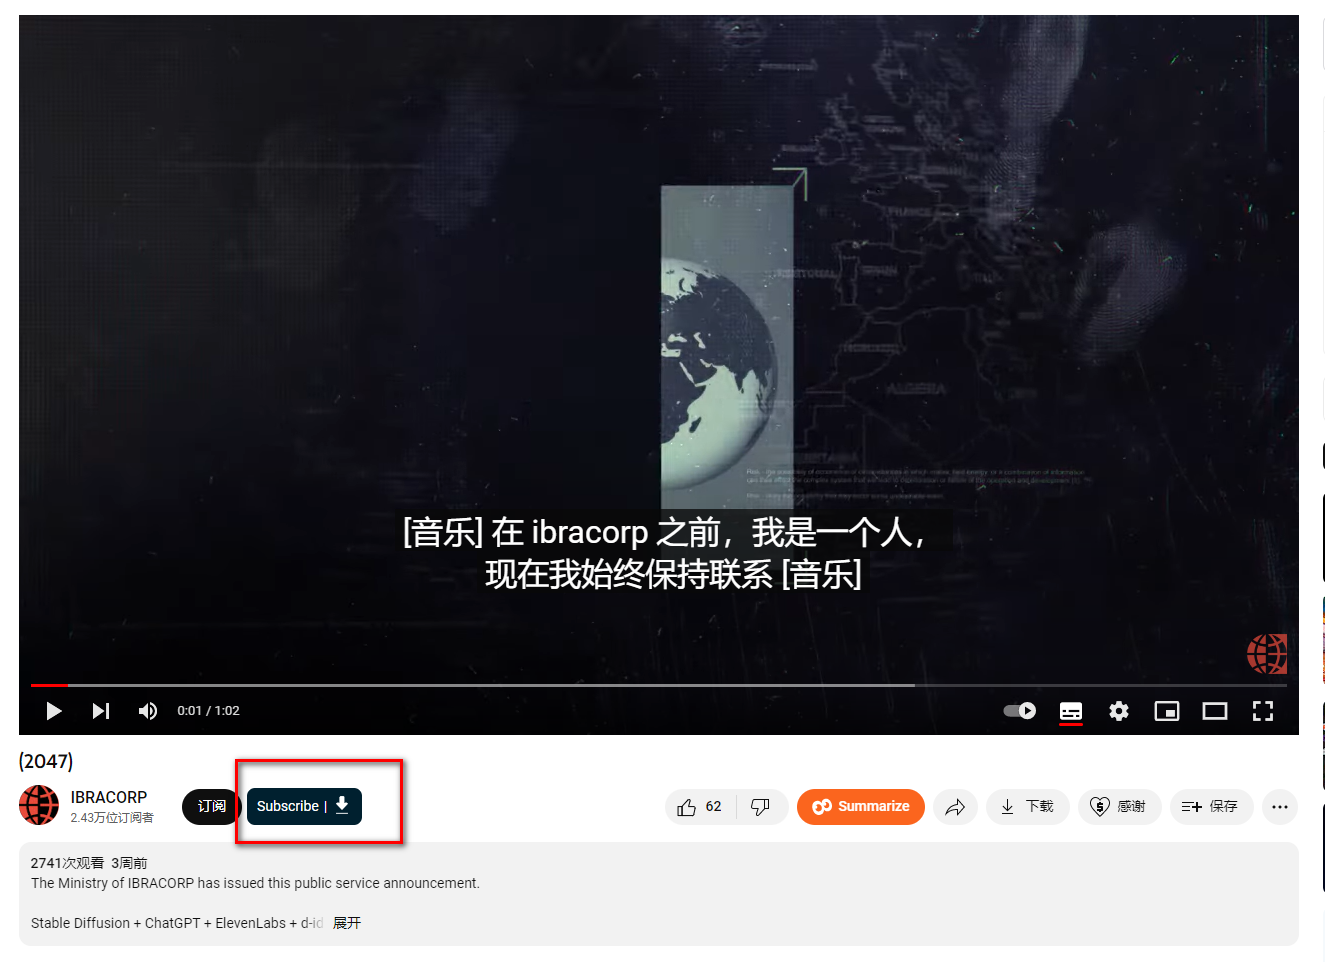 FRANCE
ALGERIA
[音乐] 在 ibracorp 之前，我是一个人，
现在我始终保持联系 [音乐]
0:01 / 1:02
(2047)
IBRACORP
2.43万位订阅者
订阅
Subscribe |
62
Summarize
下载
感谢
保存
2741次观看 3周前
The Ministry of IBRACORP has issued this public service announcement.
Stable Diffusion + ChatGPT + ElevenLabs + d-id
展开